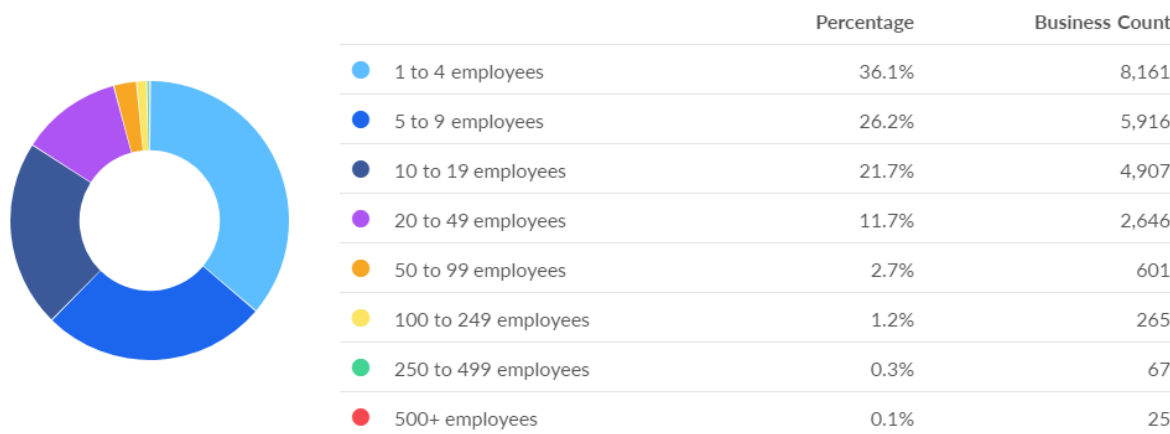 Percentage Business Count
1 to 4 employees 36.1% 8,161
5 to 9 employees 26.2% 5,916
10 to 19 employees 21.7% 4,907
20 to 49 employees 11.7% 2,646
50 to 99 employees 2.7% 601
100 to 249 employees 1.2% 265
250 to 499 employees 0.3% 67
500+ employees 0.1% 25